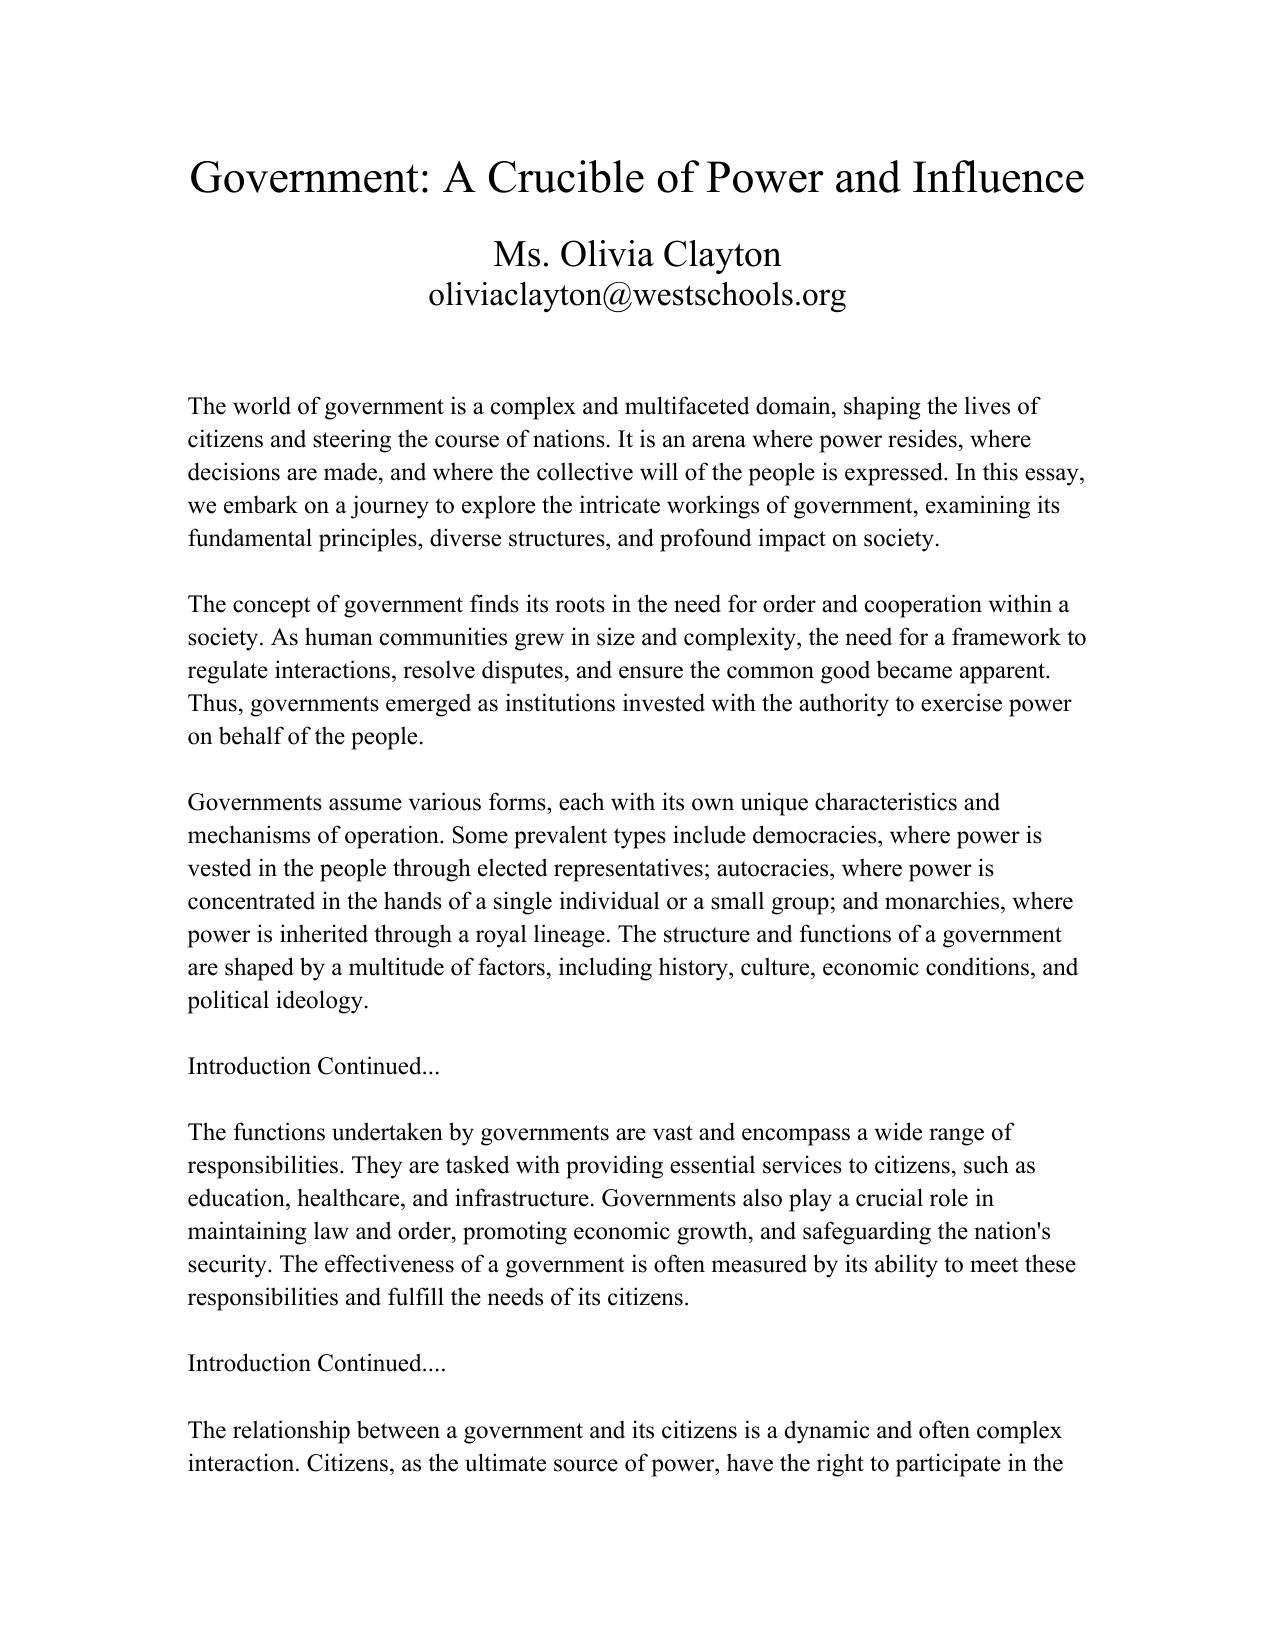 Government: A Crucible of Power and Influence
Ms. Olivia Clayton
oliviaclayton@westschools.org
The world of government is a complex and multifaceted domain, shaping the lives of
citizens and steering the course of nations. It is an arena where power resides, where
decisions are made, and where the collective will of the people is expressed. In this essay,
we embark on a journey to explore the intricate workings of government, examining its
fundamental principles, diverse structures, and profound impact on society.
The concept of government finds its roots in the need for order and cooperation within a
society. As human communities grew in size and complexity, the need for a framework to
regulate interactions, resolve disputes, and ensure the common good became apparent.
Thus, governments emerged as institutions invested with the authority to exercise power
on behalf of the people.
Governments assume various forms, each with its own unique characteristics and
mechanisms of operation. Some prevalent types include democracies, where power is
vested in the people through elected representatives; autocracies, where power is
concentrated in the hands of a single individual or a small group; and monarchies, where
power is inherited through a royal lineage. The structure and functions of a government
are shaped by a multitude of factors, including history, culture, economic conditions, and
political ideology.
Introduction Continued...
The functions undertaken by governments are vast and encompass a wide range of
responsibilities. They are tasked with providing essential services to citizens, such as
education, healthcare, and infrastructure. Governments also play a crucial role in
maintaining law and order, promoting economic growth, and safeguarding the nation's
security. The effectiveness of a government is often measured by its ability to meet these
responsibilities and fulfill the needs of its citizens.
Introduction Continued....
The relationship between a government and its citizens is a dynamic and often complex
interaction. Citizens, as the ultimate source of power, have the right to participate in the